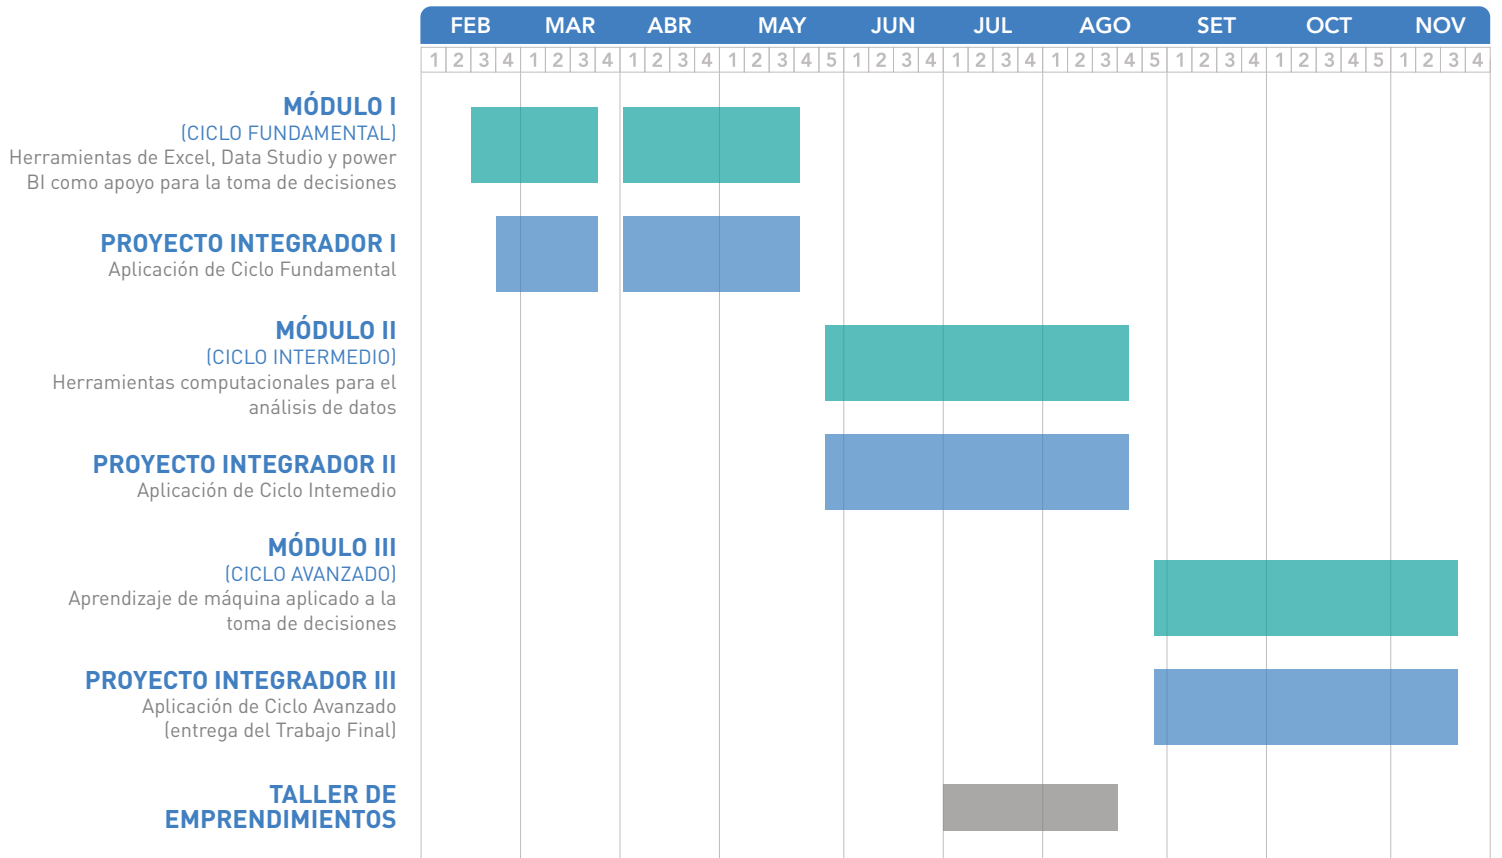 FEB MAR ABR MAY JUN JUL AGO SET OCT NOV
1 2 3 4 1 2 3 4 1 2 3 4 1 2 3 4 5 1 2 3 4 1 2 3 4 1 2 3 4 5 1 2 3 4 1 2 3 4 5 1 2 3 4
MÓDULO I
(CICLO FUNDAMENTAL)
Herramientas de Excel, Data Studio y power
BI como apoyo para la toma de decisiones
PROYECTO INTEGRADOR I
Aplicación de Ciclo Fundamental
MÓDULO II
(CICLO INTERMEDIO)
Herramientas computacionales para el
análisis de datos
PROYECTO INTEGRADOR II
Aplicación de Ciclo Intemedio
MÓDULO III
(CICLO AVANZADO)
Aprendizaje de máquina aplicado a la
toma de decisiones
PROYECTO INTEGRADOR III
Aplicación de Ciclo Avanzado
(entrega del Trabajo Final)
TALLER DE
EMPRENDIMIENTOS